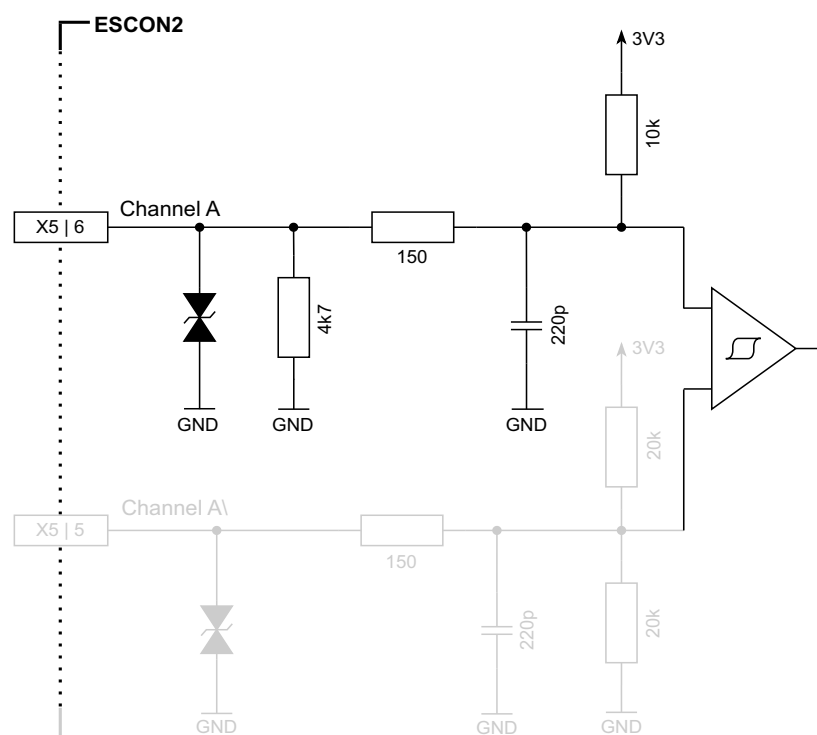 ESCON2
3V3
10k
Channel A
X5 | 6
150
4k7
220p
GND
GND
GND
3V3
20k
Channel A\
X5 | 5
150
220p
20k
GND
GND
GND